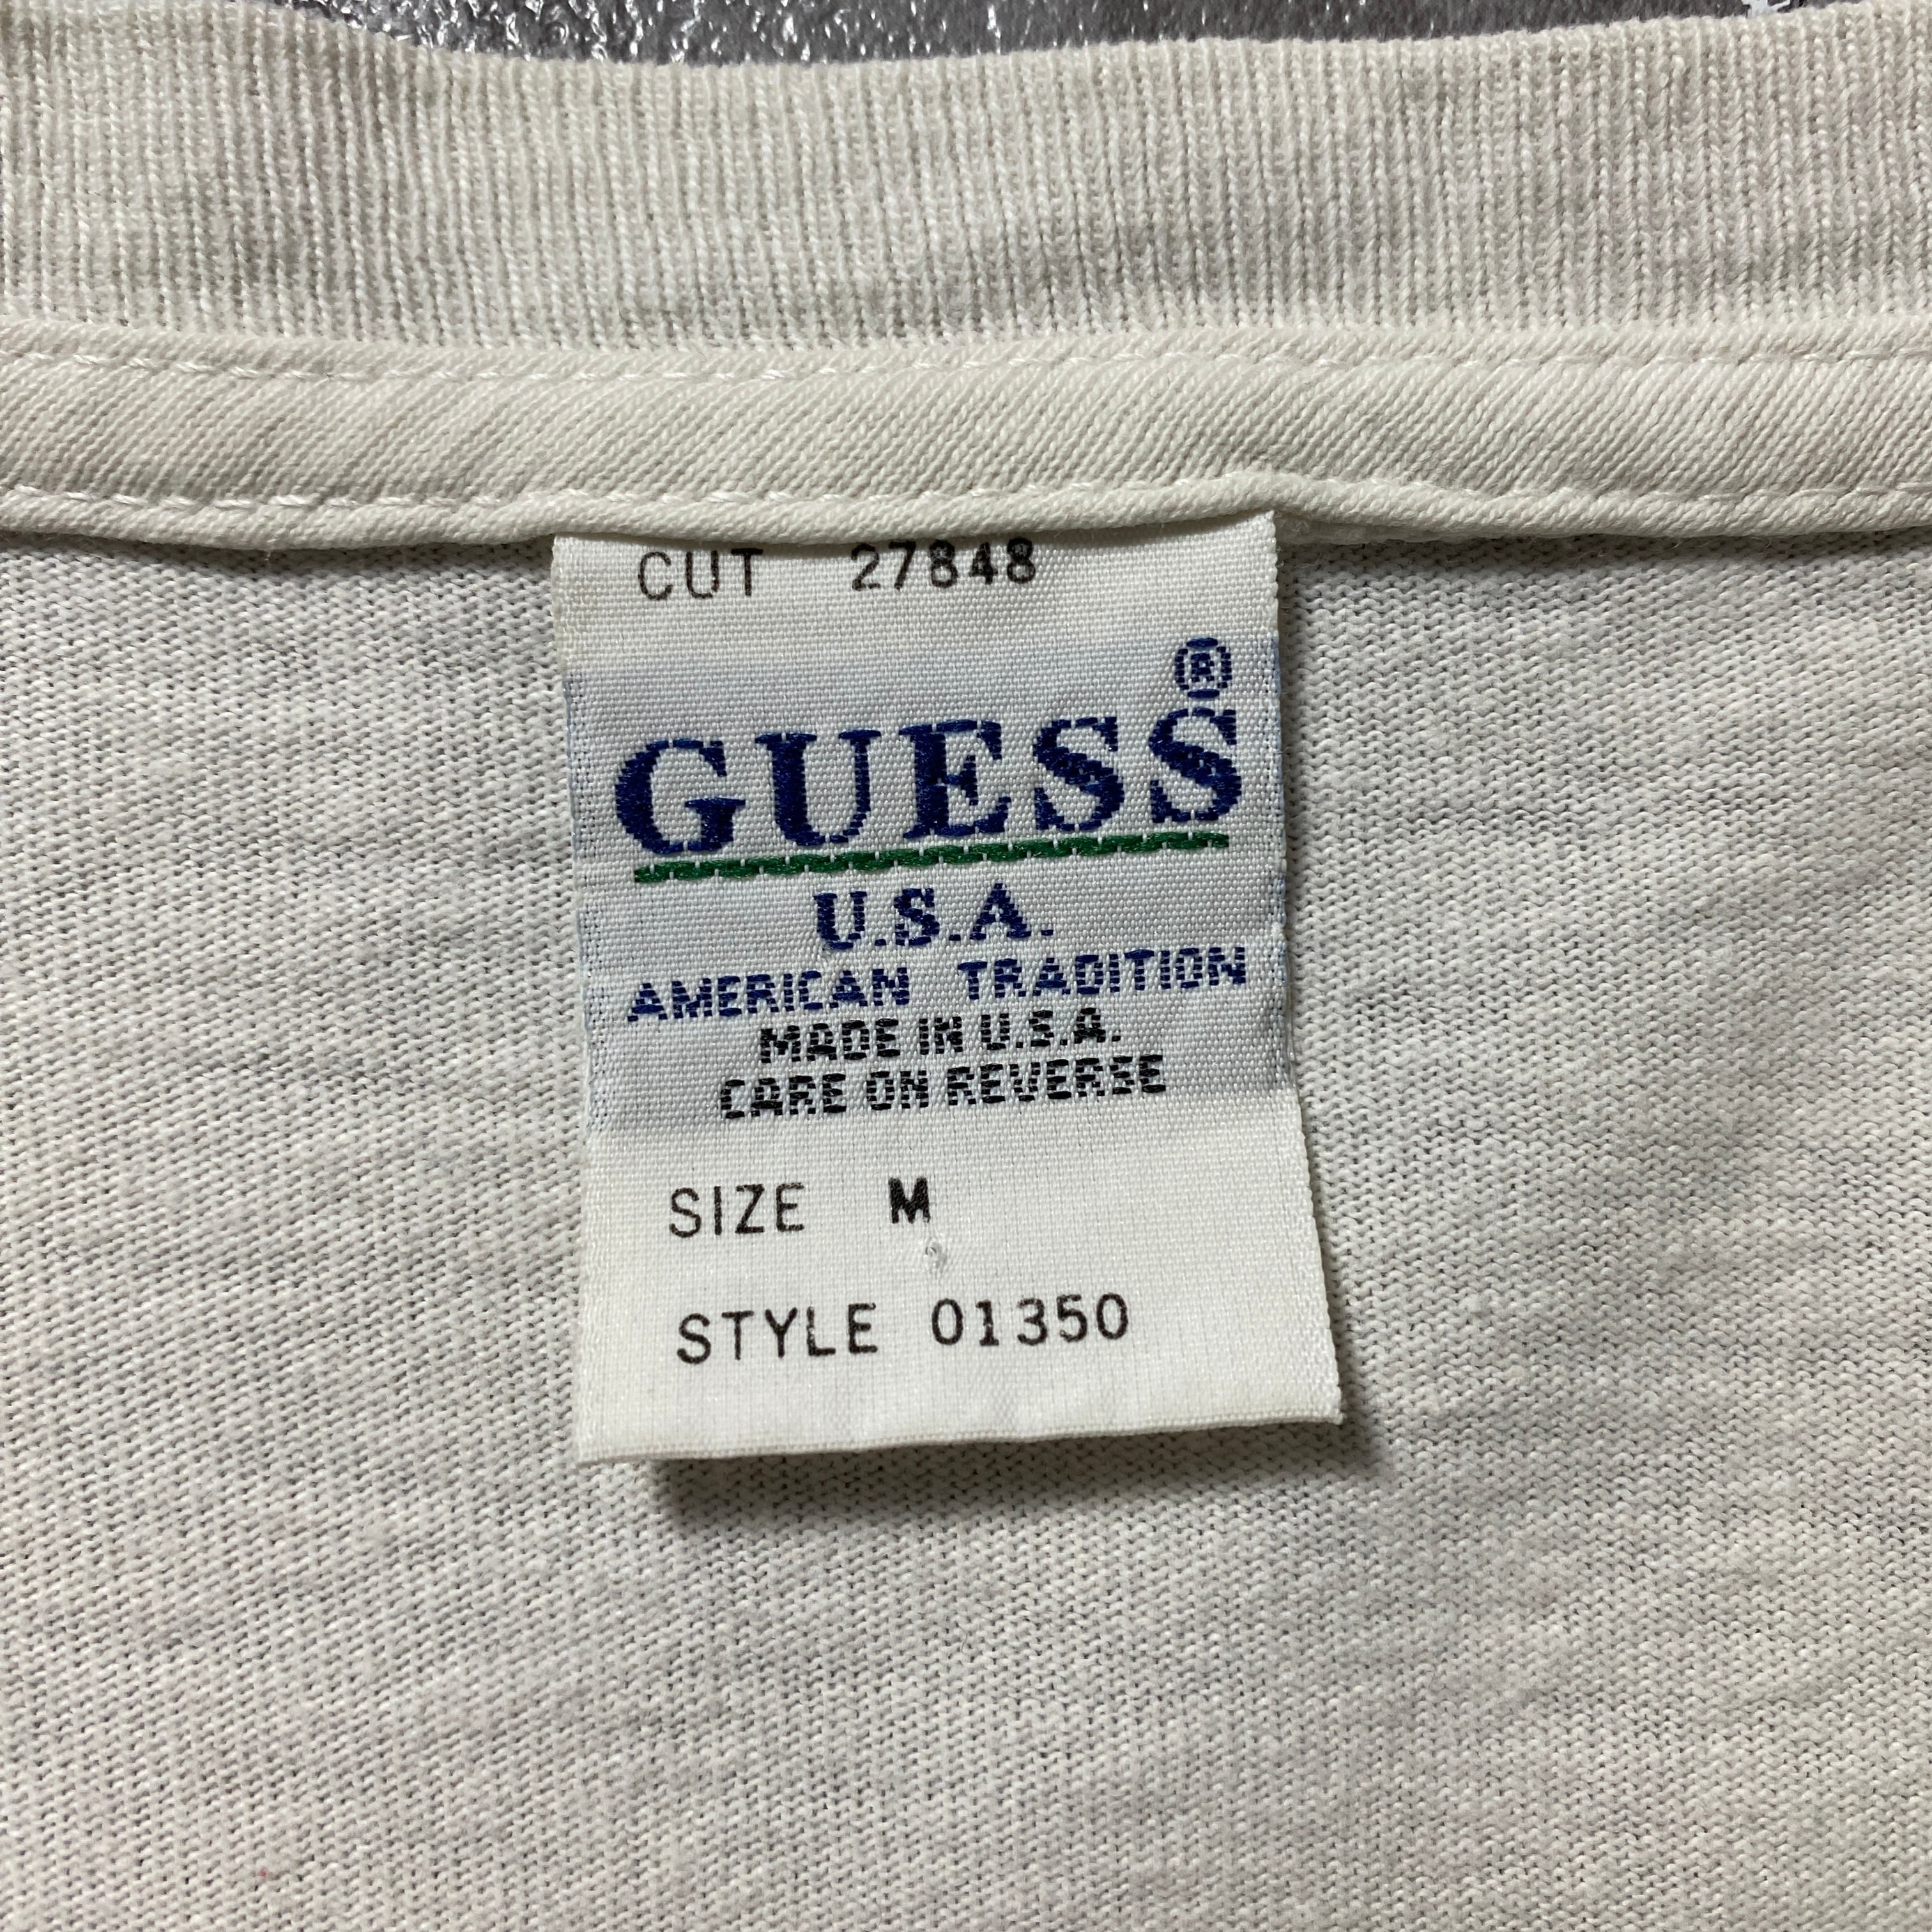 CUT 27848
®
GUESS
U.S.A.
AMERICAN TRADITION
MADE IN U.S.A.
CARE ON REVERSE
SIZE M
STYLE 01350